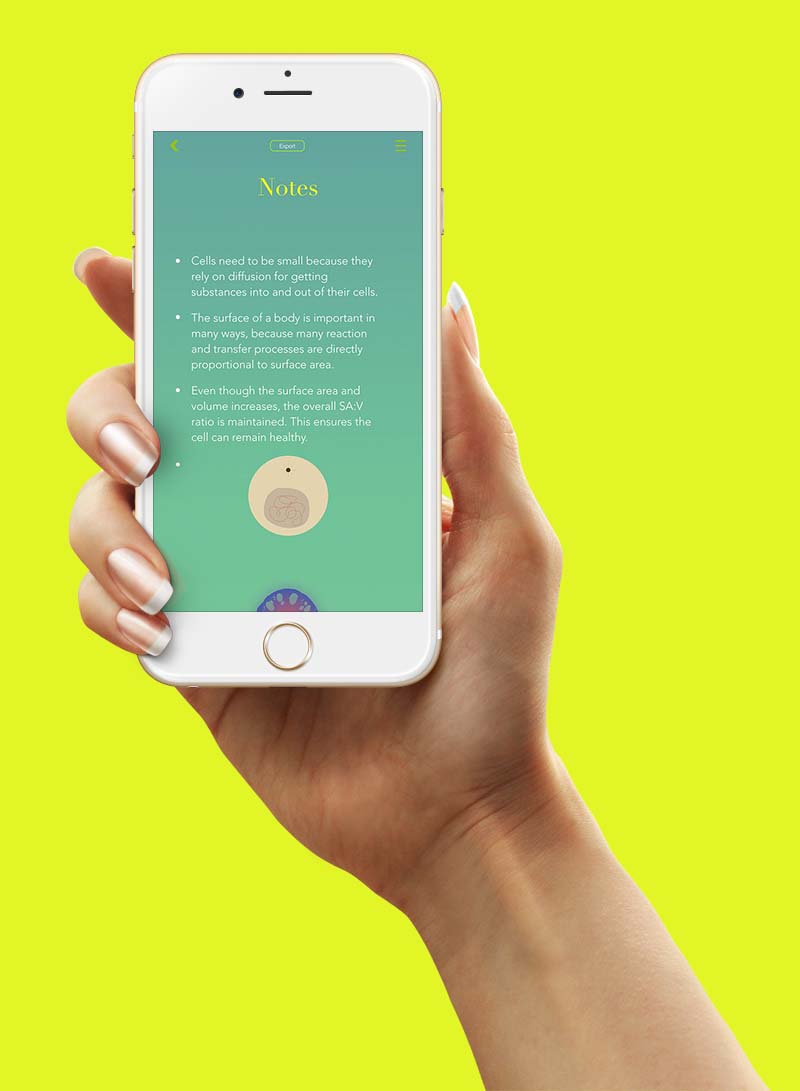 Export
Notes
• Cells need to be small because they
rely on diffusion for getting
substances into and out of their cells.
• The surface of a body is important in
many ways, because many reaction
and transfer processes are directly
proportional to surface area.
• Even though the surface area and
volume increases, the overall SA:V
ratio is maintained. This ensures the
cell can remain healthy.
•